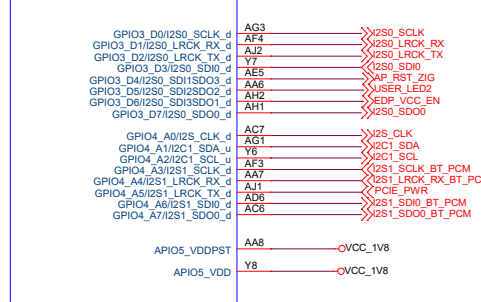 GPIO3_D0/I2S0_SCLK_d AG3 I2S0_SCLK
GPIO3_D1/I2S0_LRCK_RX_d AF4 I2S0_LRCK_RX
GPIO3_D2/I2S0_LRCK_TX_d AJ2 I2S0_LRCK_TX
GPIO3_D3/I2S0_SDI0_d Y7 I2S0_SDI0
GPIO3_D4/I2S0_SDI1SDO3_d AE5 AP_RST_ZIG
GPIO3_D5/I2S0_SDI2SDO2_d AA6 USER_LED2
GPIO3_D6/I2S0_SDI3SDO1_d AH2 EDP_VCC_EN
GPIO3_D7/I2S0_SDO0_d AH1 I2S0_SDO0
GPIO4_A0/I2S_CLK_d AC7 I2S_CLK
GPIO4_A1/I2C1_SDA_u AG1 I2C1_SDA
GPIO4_A2/I2C1_SCL_u Y6 I2C1_SCL
GPIO4_A3/I2S1_SCLK_d AF3 I2S1_SCLK_BT_PCM
GPIO4_A4/I2S1_LRCK_RX_d AA7 I2S1_LRCK_RX_BT_PC
GPIO4_A5/I2S1_LRCK_TX_d AJ1 PCIE_PWR
GPIO4_A6/I2S1_SDI0_d AD6 I2S1_SDI0_BT_PCM
GPIO4_A7/I2S1_SDO0_d AC6 I2S1_SDO0_BT_PCM
APIO5_VDDPST AA8 VCC_1V8
APIO5_VDD Y8 VCC_1V8